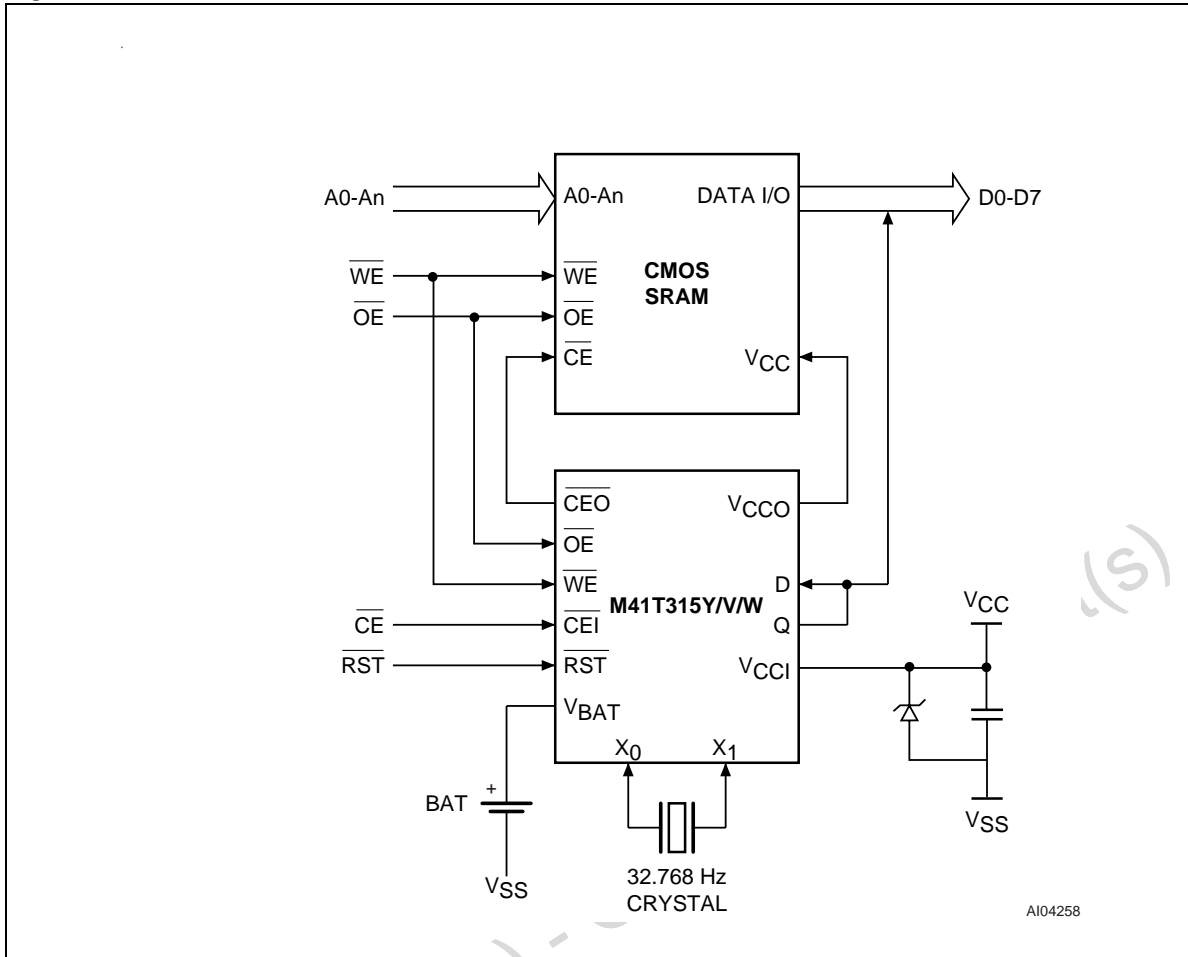 A0-An
A0-An
DATA I/O
D0-D7
WE
WE
OE
OE
CE
CMOS
SRAM
VCC
CEO
VCCO
OE
WE
D
M41T315Y/V/W
CE
CEI
Q
RST
RST
VCCI
VCC
VBAT
X0
X1
BAT
+
VSS
VSS
32.768 Hz
CRYSTAL
AI04258
(s)
) -